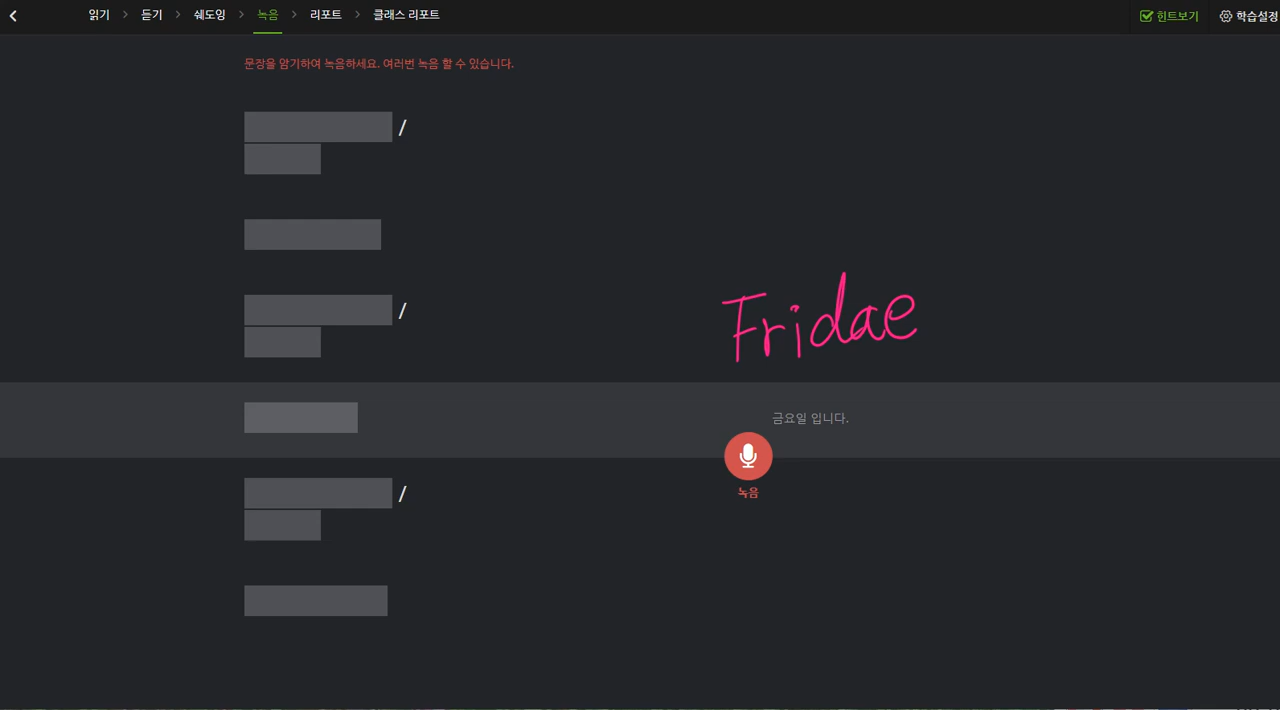 읽기 > 듣기 > 쉐도잉 > 녹음 > 리포트 > 클래스 리포트
힌트보기
학습설정
문장을 암기하여 녹음하세요. 여러번 녹음 할 수 있습니다.
/
/
Fridae
금요일 입니다.
녹음
/